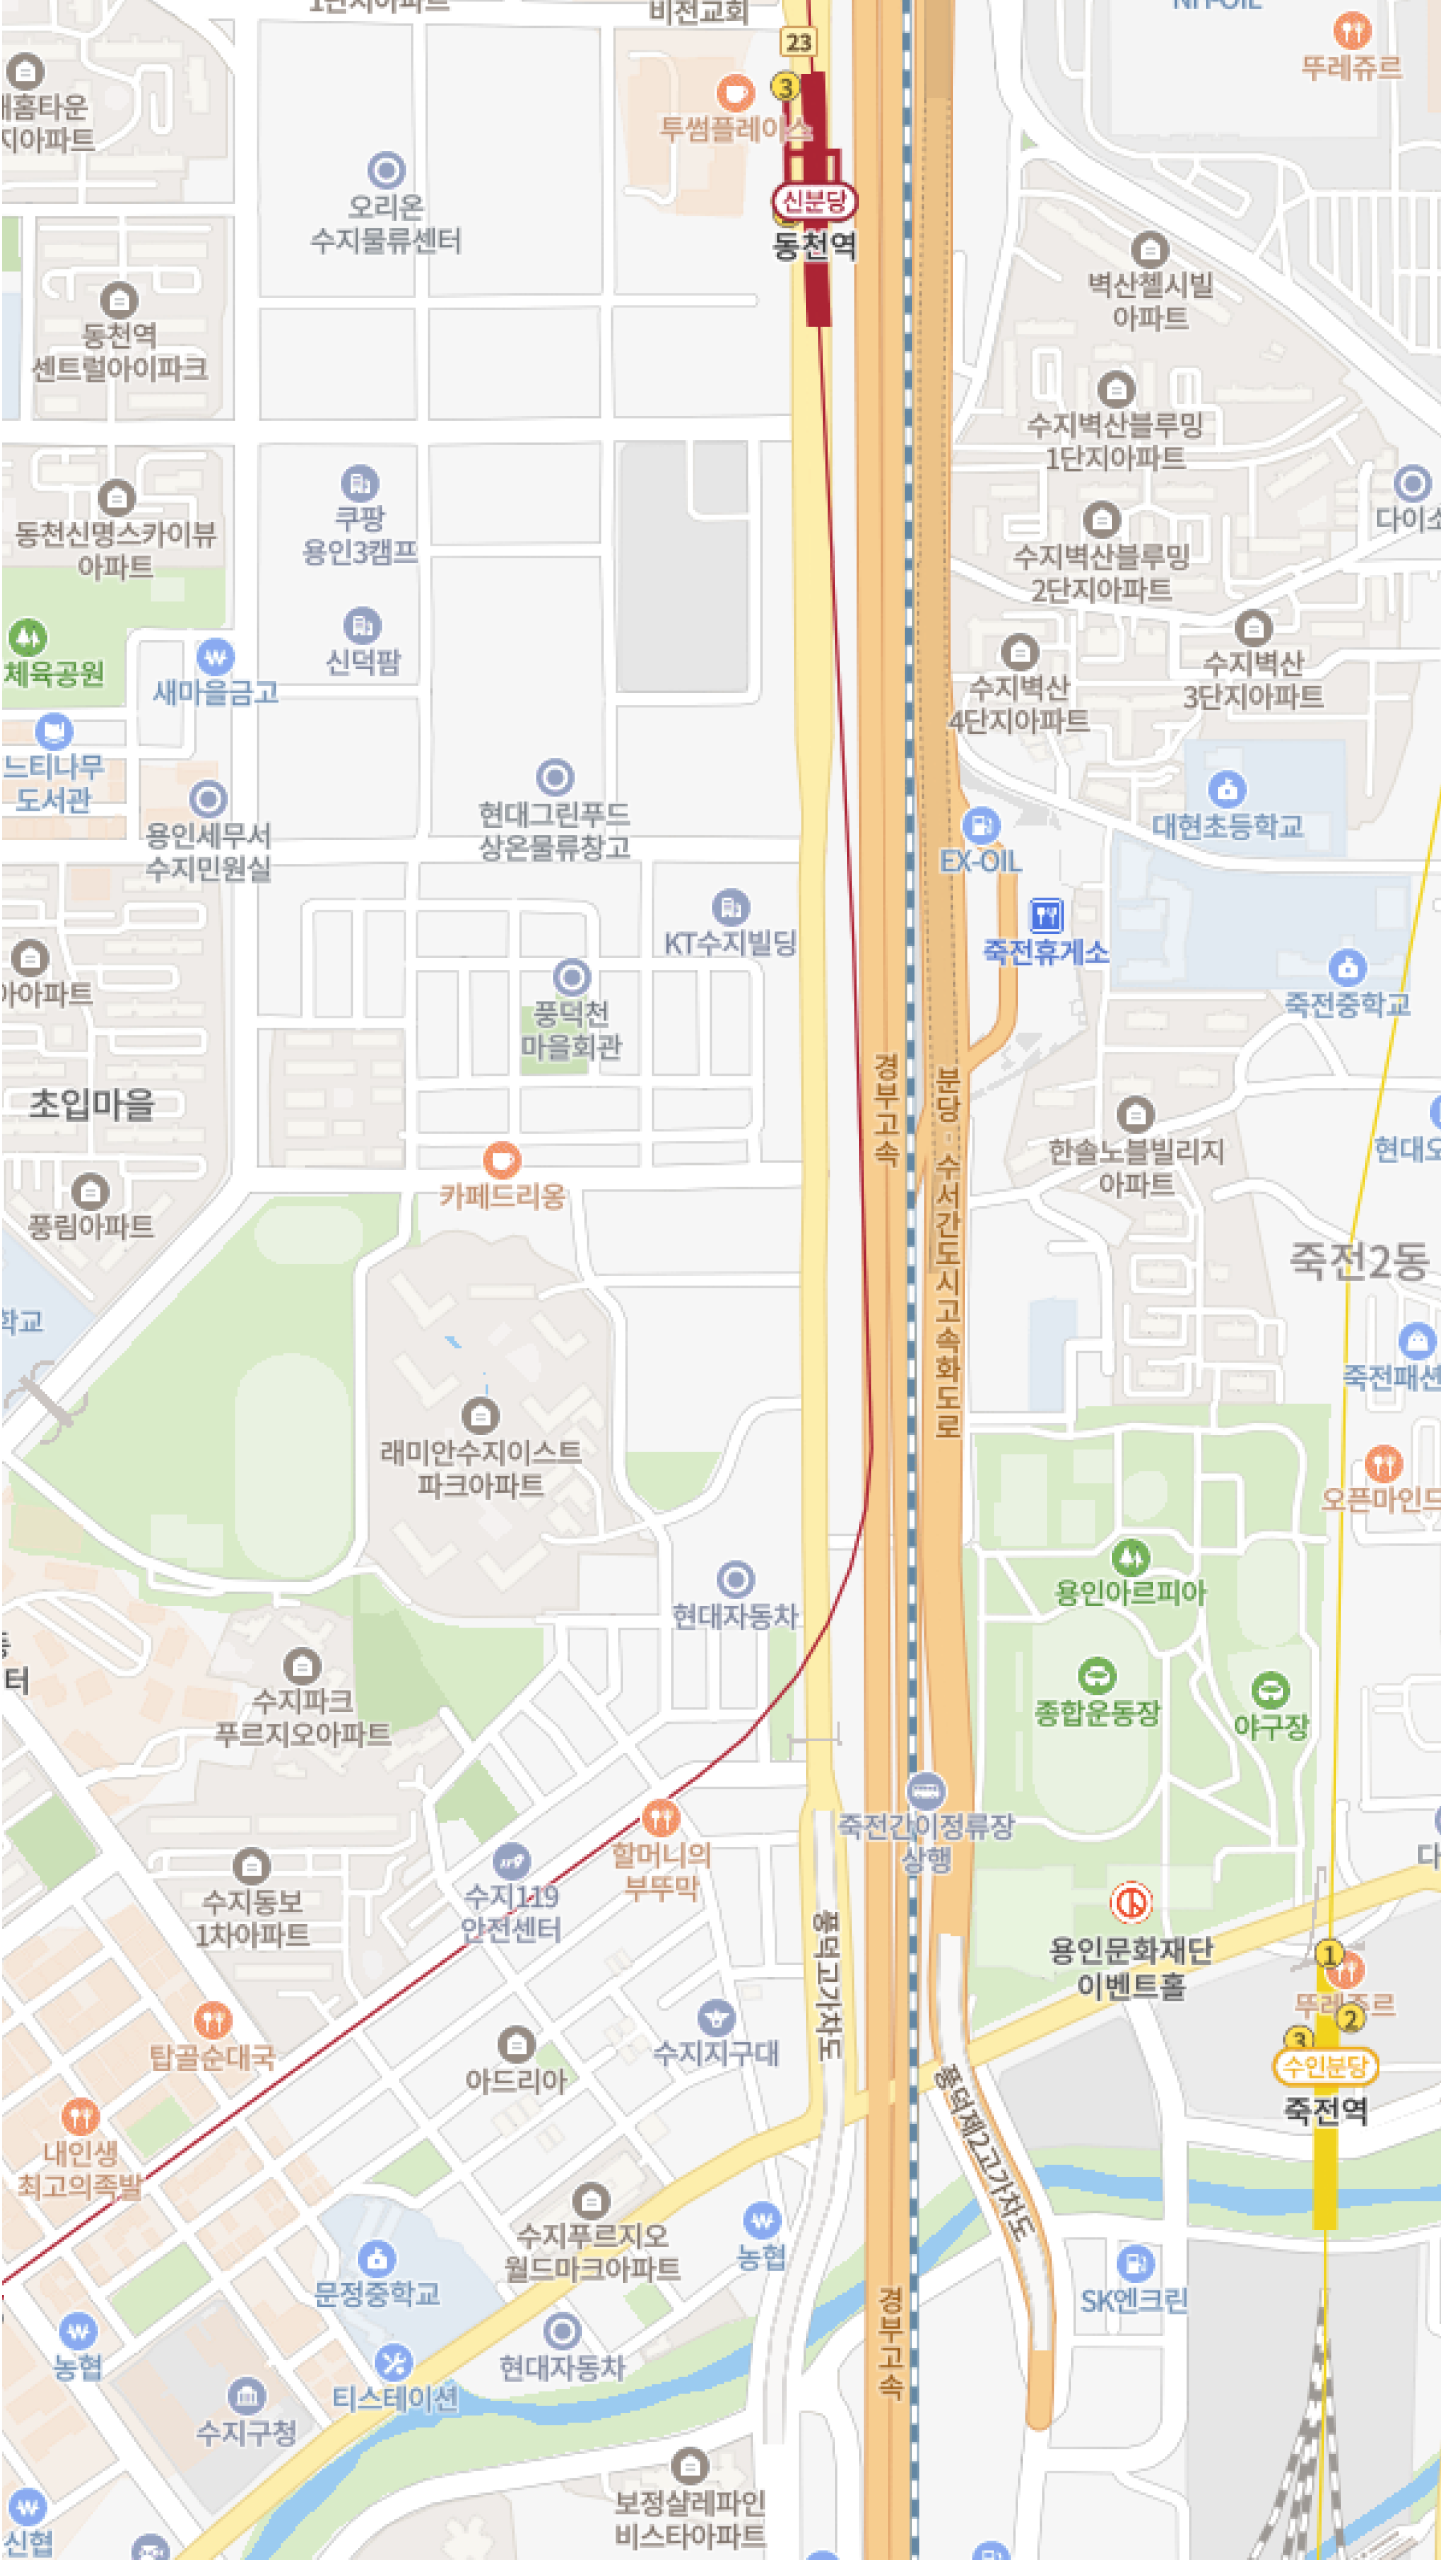 1단지아파트
비전교회
NH-OIL
23
뚜레쥬르
3
투썸플레이스
지아파트
오리온
수지물류센터
신분당
동천역
벽산첼시빌
아파트
동천역
센트럴아이파크
수지벽산블루밍
1단지아파트
쿠팡
용인3캠프
다이소
동천신명스카이뷰
아파트
수지벽산블루밍
2단지아파트
신덕팜
체육공원
새마을금고
수지벽산
3단지아파트
수지벽산
4단지아파트
느티나무
도서관
용인세무서
수지민원실
현대그린푸드
상온물류창고
대현초등학교
EX-OIL
KT수지빌딩
죽전휴게소
아아파트
풍덕천
마을회관
죽전중학교
초입마을
경부고속
분당·수서간도시고속화도로
한솔노블빌리지
아파트
현대오
카페드리옹
풍림아파트
죽전2동
학교
죽전패션
래미안수지이스트
파크아파트
오픈마인드
용인아르피아
현대자동차
터
수지파크
푸르지오아파트
종합운동장
야구장
죽전간이정류장
상행
할머니의
부뚜막
수지119
안전센터
수지동보
1차아파트
다
용인문화재단
이벤트홀
풍덕고가차도
1
뚜레쥬르
2
3
수인분당
죽전역
탑골순대국
수지지구대
아드리아
풍덕제2고가차도
내인생
최고의족발
수지푸르지오
월드마크아파트
농협
문정중학교
SK엔크린
경부고속
농협
현대자동차
티스테이션
수지구청
보정샬레파인
비스타아파트
신협